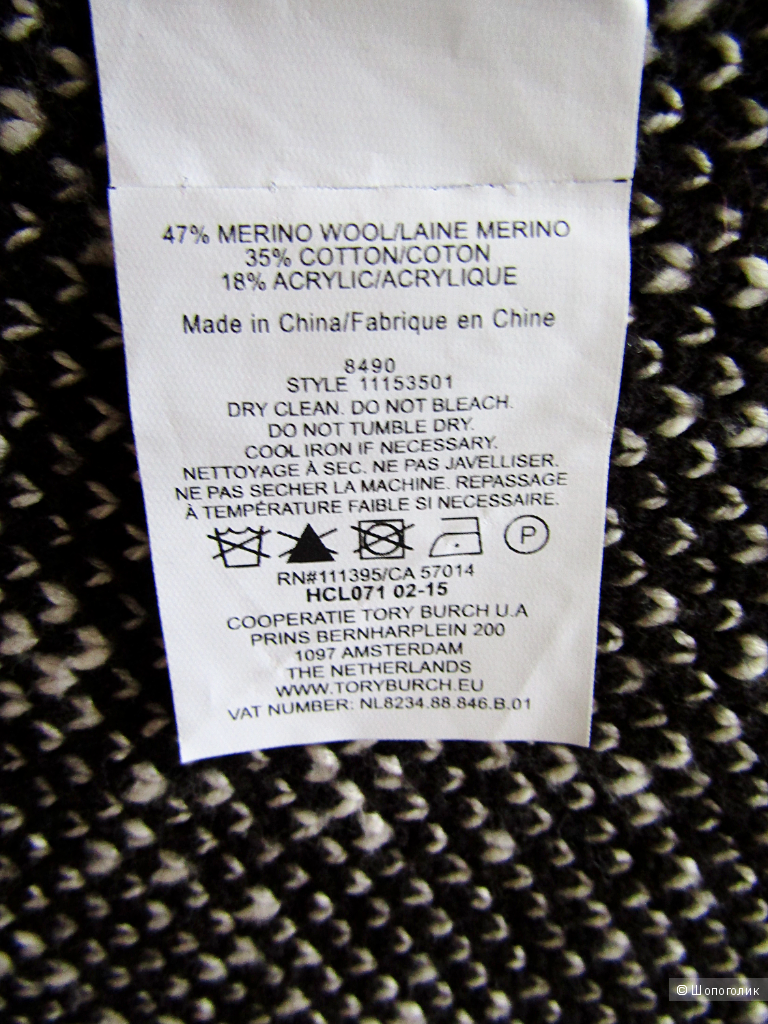 47% MERINO WOOL/LAINE MERINO
35% COTTON/COTON
18% ACRYLIC/ACRYLIQUE
Made in China/Fabrique en Chine
8490
STYLE 11153501
DRY CLEAN. DO NOT BLEACH.
DO NOT TUMBLE DRY.
COOL IRON IF NECESSARY.
NETTOYAGE À SEC. NE PAS JAVELLISER.
NE PAS SECHER LA MACHINE. REPASSAGE
À TEMPÉRATURE FAIBLE SI NECESSAIRE.
P
RN#111395/CA 57014
HCL071 02-15
COOPERATIE TORY BURCH U.A
PRINS BERNHARPLEIN 200
1097 AMSTERDAM
THE NETHERLANDS
WWW.TORYBURCH.EU
VAT NUMBER: NL8234.88.846.B.01
© Шопоголик